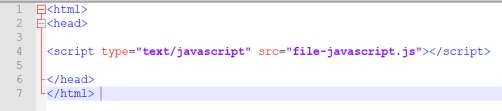 1 <html>
2 <head>
3
4 <script type="text/javascript" src="file-javascript.js"></script>
5
6 </head>
7 </html>